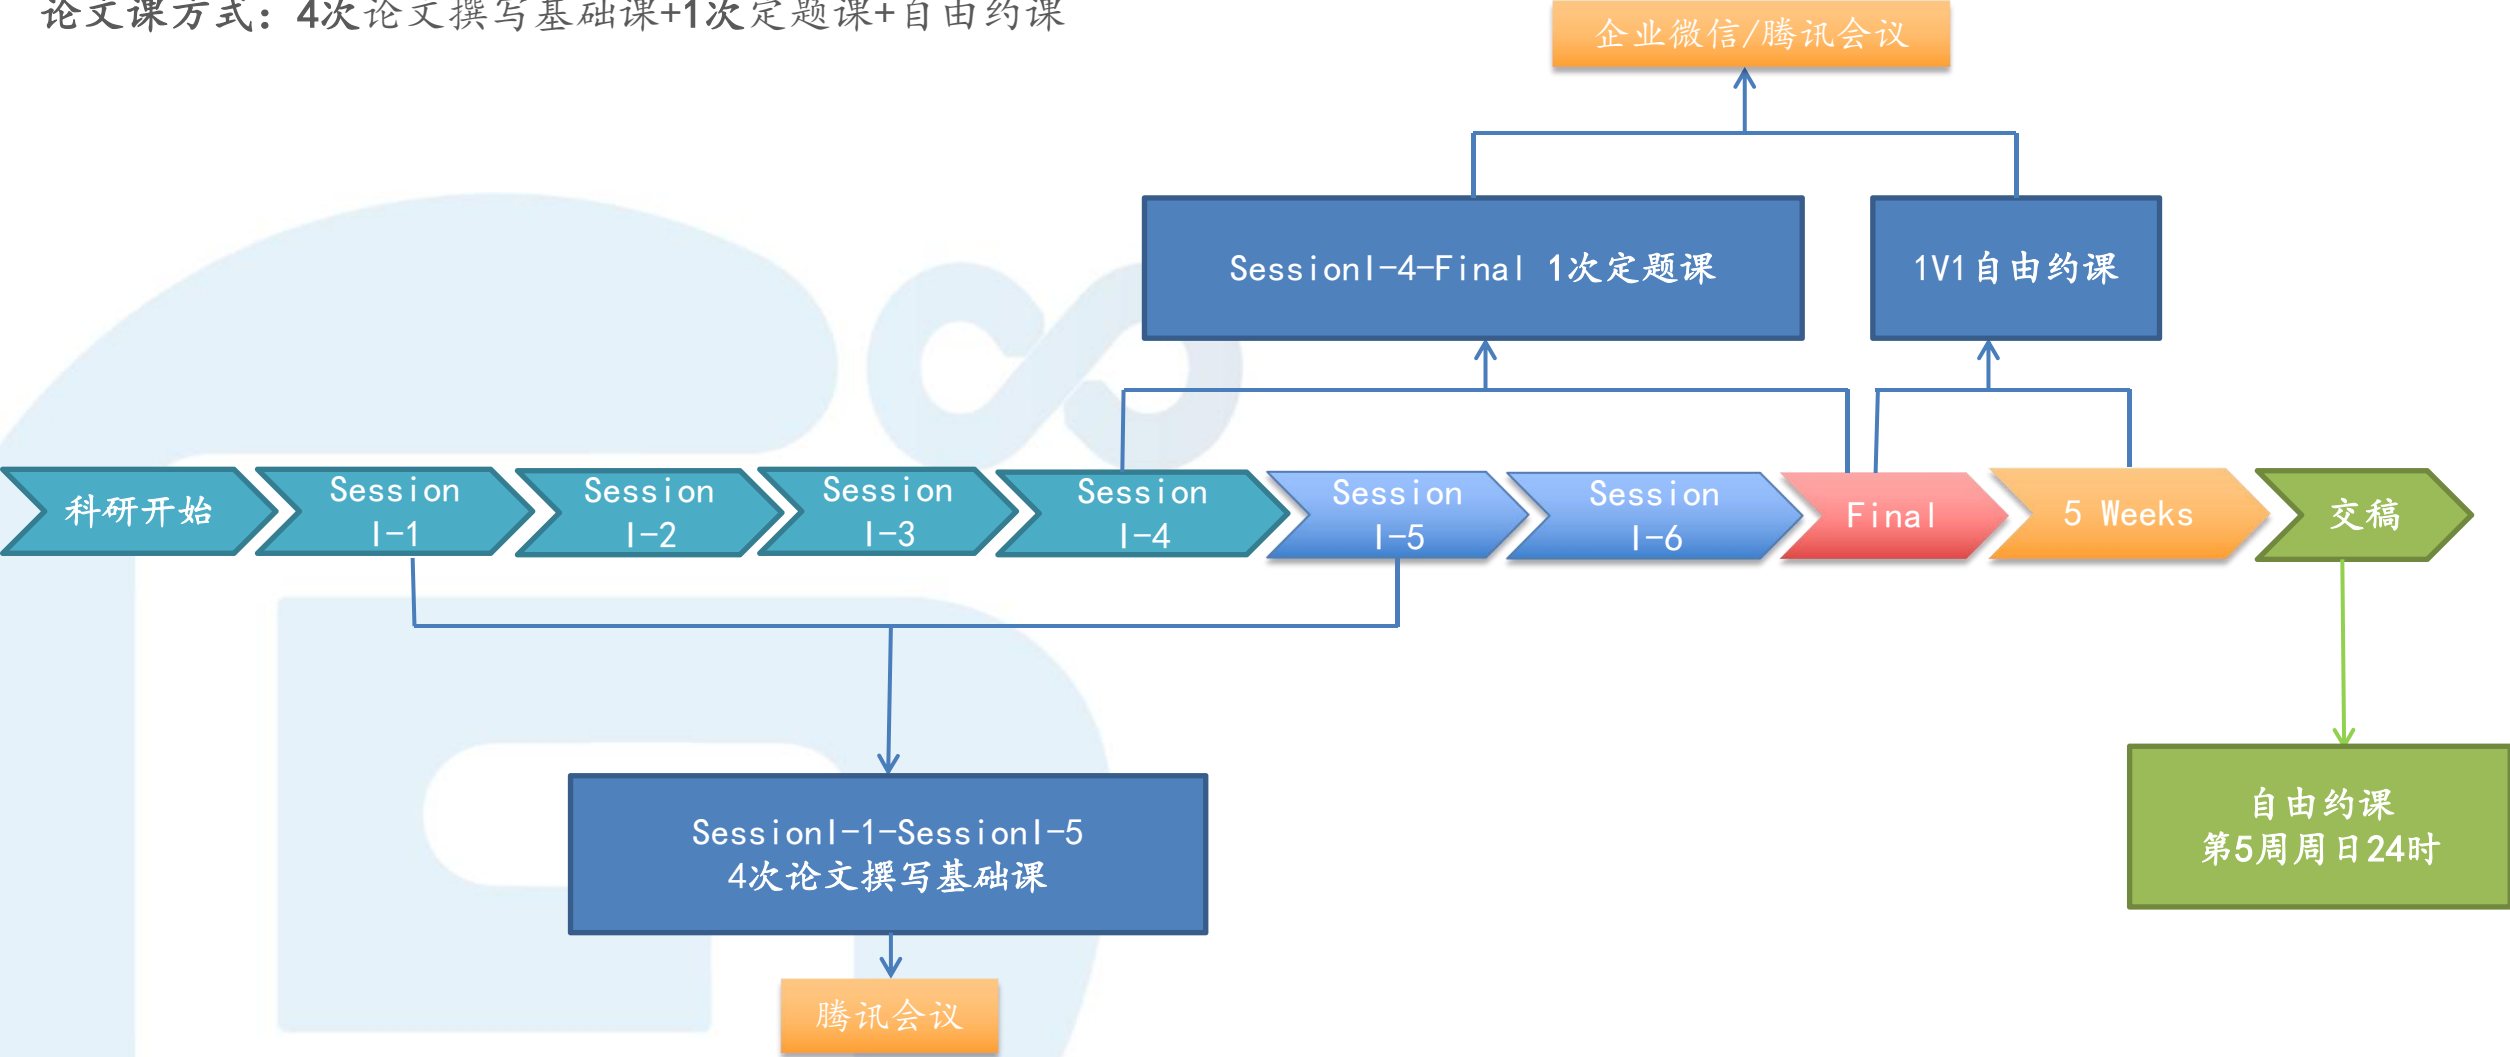 论文课方式：4次论文撰写基础课+1次定题课+自由约课
企业微信/腾讯会议
SessionI-4-Final 1次定题课
1V1自由约课
科研开始
Session
I-1
Session
I-2
Session
I-3
Session
I-4
Session
I-5
Session
I-6
Final
5 Weeks
交稿
SessionI-1-SessionI-5
4次论文撰写基础课
自由约课
第5周周日24时
腾讯会议